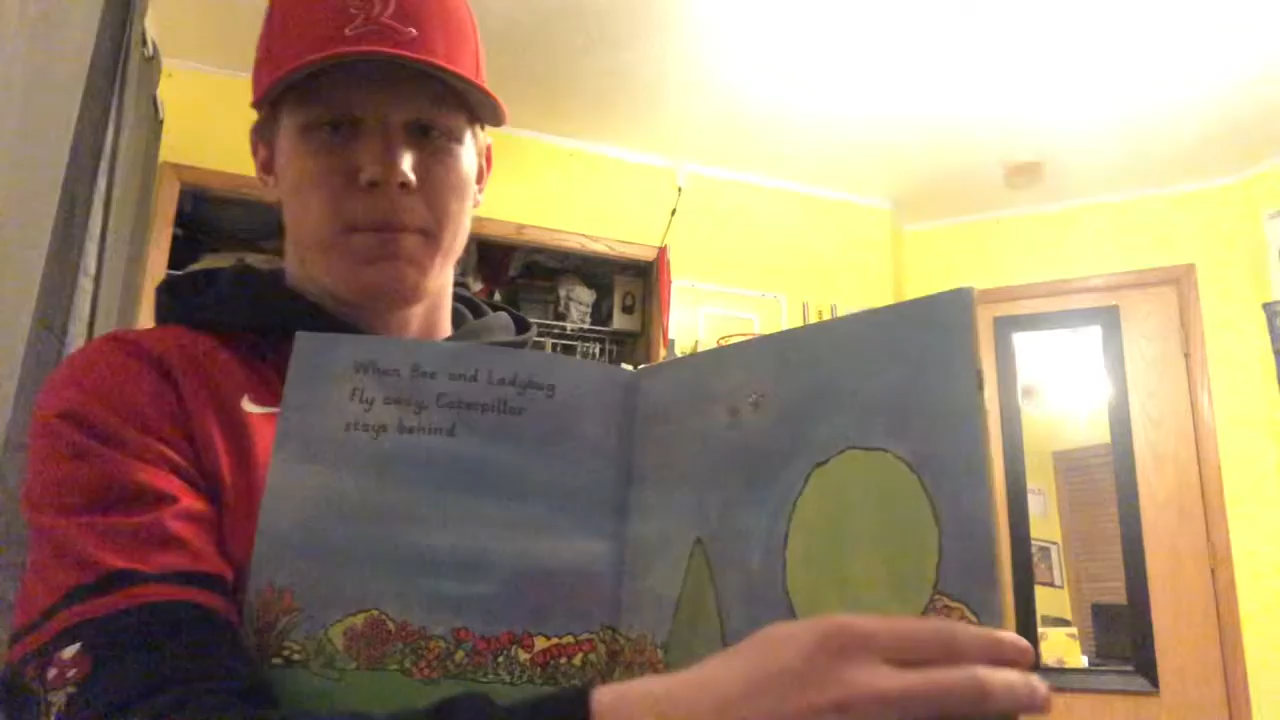 When Bee and Ladybug
fly away, Caterpillar
stays behind.